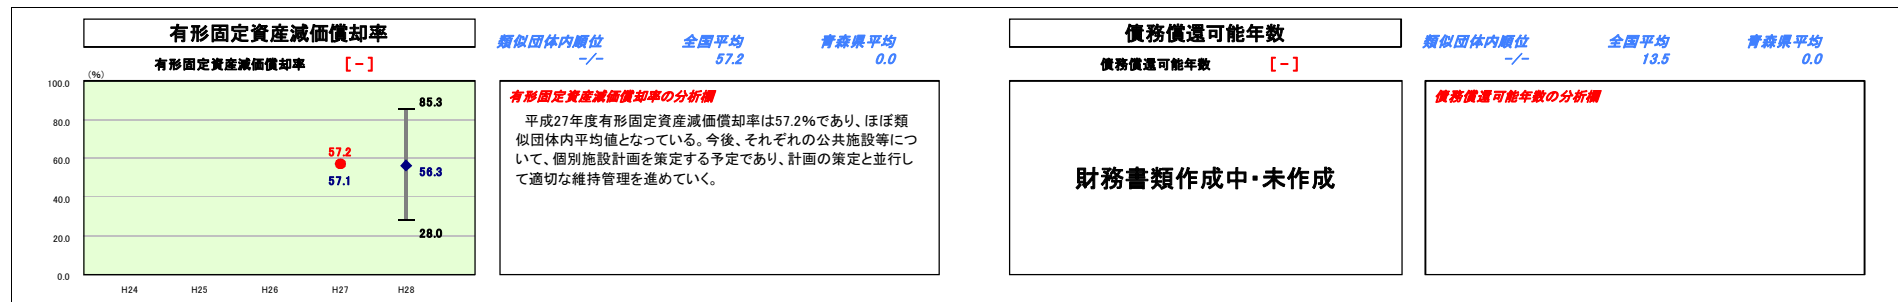 有形固定資産減価償却率
有形固定資産減価償却率 [-]
類似団体内順位 全国平均 青森県平均
-/- 57.2 0.0
(%)
100.0
80.0
60.0
40.0
20.0
0.0
85.3
57.2
57.1
56.3
28.0
H24 H25 H26 H27 H28
有形固定資産減価償却率の分析欄
平成27年度有形固定資産減価償却率は57.2%であり、ほぼ類
似団体内平均値となっている。今後、それぞれの公共施設等につ
いて、個別施設計画を策定する予定であり、計画の策定と並行し
て適切な維持管理を進めていく。
債務償還可能年数
債務償還可能年数 [-]
類似団体内順位 全国平均 青森県平均
-/- 13.5 0.0
財務書類作成中・未作成
債務償還可能年数の分析欄